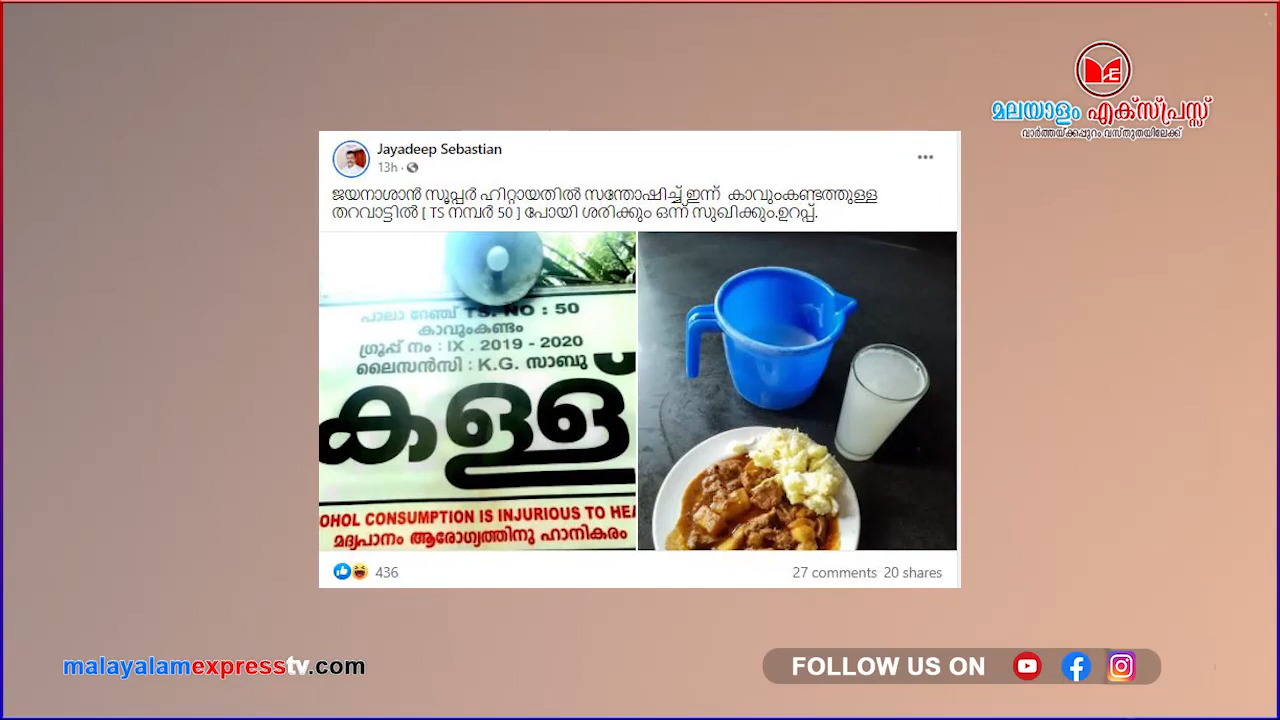 മലയാളം എക്സ്പ്രസ്സ്
വാർത്തയ്ക്കപ്പുറം വസ്തുതയിലേക്ക്
Jayadeep Sebastian
13h ·
ജയനാശാൻ സൂപ്പർ ഹിറ്റായതിൽ സന്തോഷിച്ച് ഇന്ന് കാവുംകണ്ടത്തുള്ള
തറവാട്ടിൽ [ TS നമ്പർ 50 ] പോയി ശരിക്കും ഒന്ന് സുഖിക്കും.ഉറപ്പ്.
പാലാ റേഞ്ച് TS. NO : 50
കാവുംകണ്ടം
ഗ്രൂപ്പ് നം : IX . 2019 - 2020
ലൈസൻസി : K.G. സാബു
കള്ള്
OHOL CONSUMPTION IS INJURIOUS TO HEA
മദ്യപാനം ആരോഗ്യത്തിനു ഹാനികരം
436
27 comments 20 shares
malayalamexpresstv.com
FOLLOW US ON